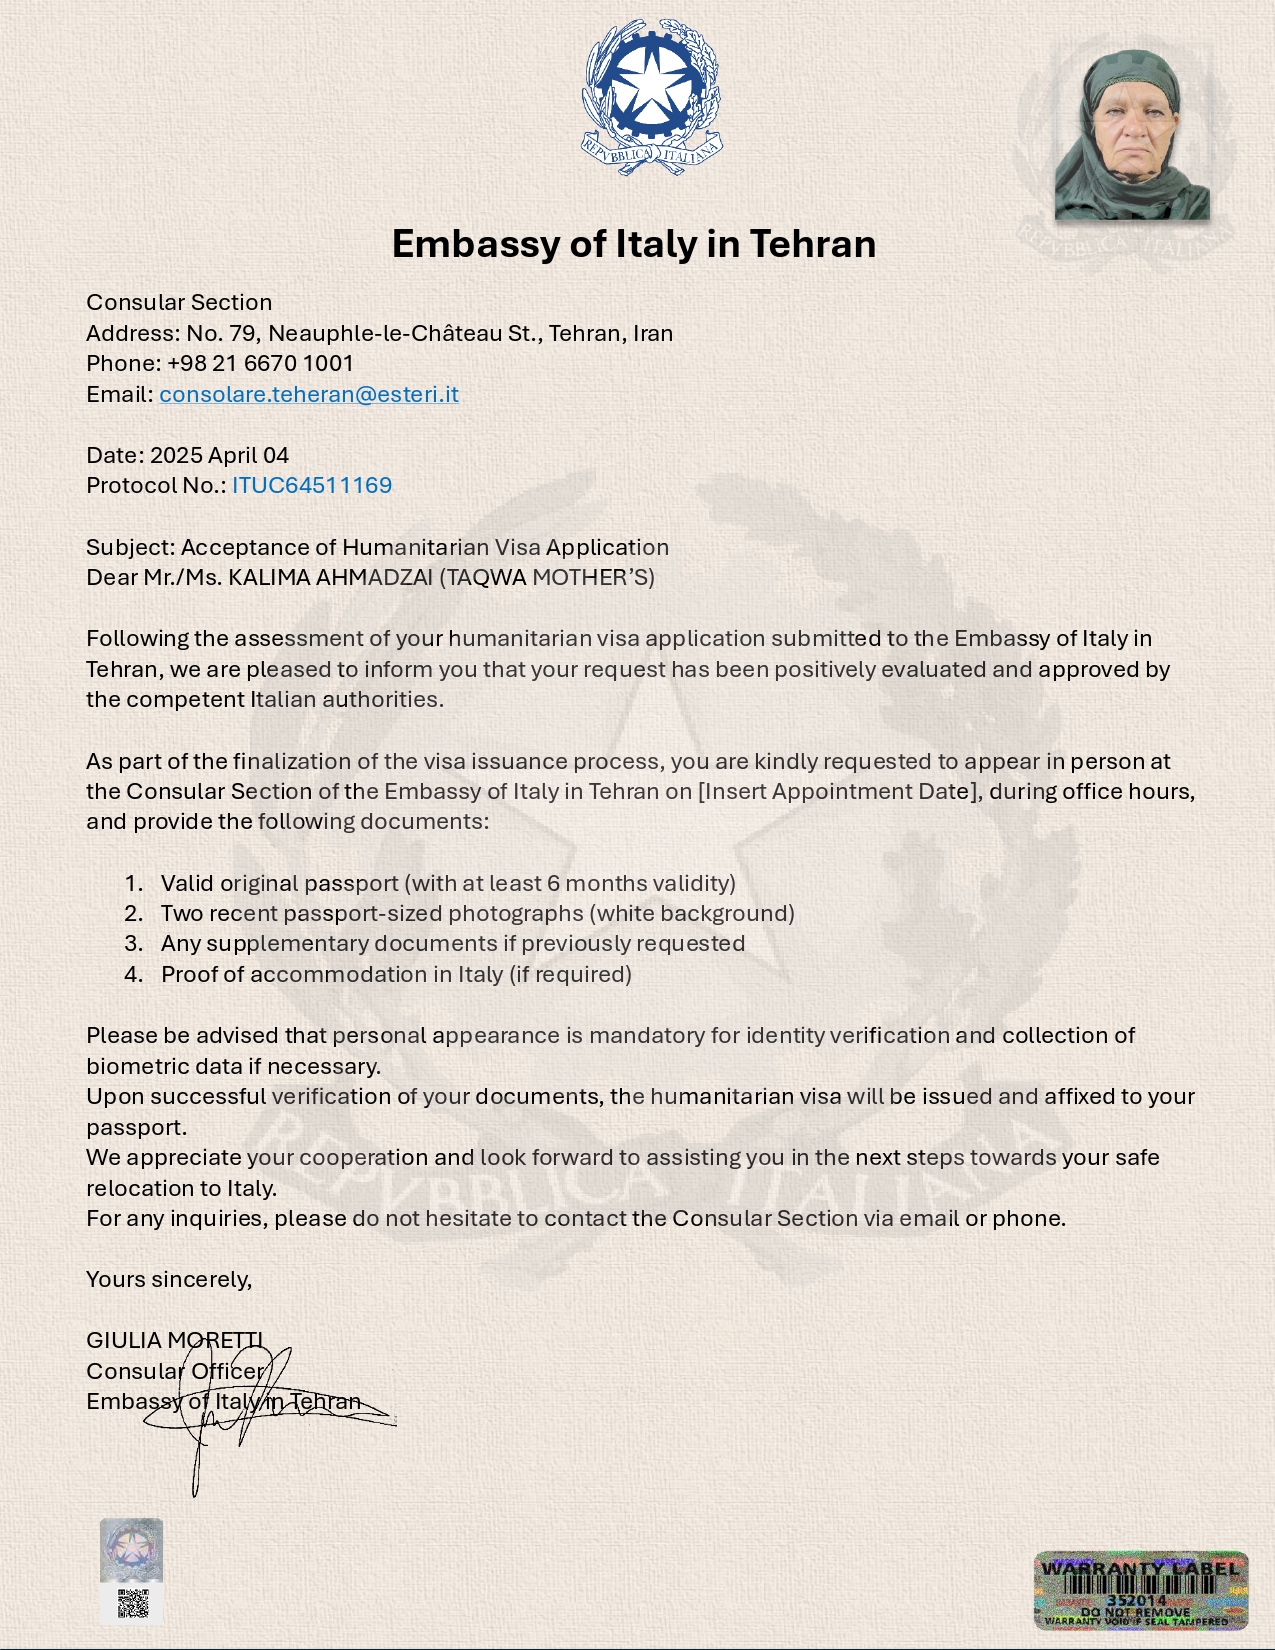 REPVBBLICA ITALIANA
REPVBBLICA ITALIANA
Embassy of Italy in Tehran
Consular Section
Address: No. 79, Neauphle-le-Château St., Tehran, Iran
Phone: +98 21 6670 1001
Email: consolare.teheran@esteri.it
Date: 2025 April 04
Protocol No.: ITUC64511169
Subject: Acceptance of Humanitarian Visa Application
Dear Mr./Ms. KALIMA AHMADZAI (TAQWA MOTHER’S)
Following the assessment of your humanitarian visa application submitted to the Embassy of Italy in
Tehran, we are pleased to inform you that your request has been positively evaluated and approved by
the competent Italian authorities.
As part of the finalization of the visa issuance process, you are kindly requested to appear in person at
the Consular Section of the Embassy of Italy in Tehran on [Insert Appointment Date], during office hours,
and provide the following documents:
1. Valid original passport (with at least 6 months validity)
2. Two recent passport-sized photographs (white background)
3. Any supplementary documents if previously requested
4. Proof of accommodation in Italy (if required)
Please be advised that personal appearance is mandatory for identity verification and collection of
biometric data if necessary.
Upon successful verification of your documents, the humanitarian visa will be issued and affixed to your
passport.
REPVBBLICA ITALIANA
We appreciate your cooperation and look forward to assisting you in the next steps towards your safe
relocation to Italy.
For any inquiries, please do not hesitate to contact the Consular Section via email or phone.
Yours sincerely,
GIULIA MORETTI
Consular Officer
Embassy of Italy in Tehran
WARRANTY LABEL
352014
DO NOT REMOVE
WARRANTY VOID IF SEAL TAMPERED